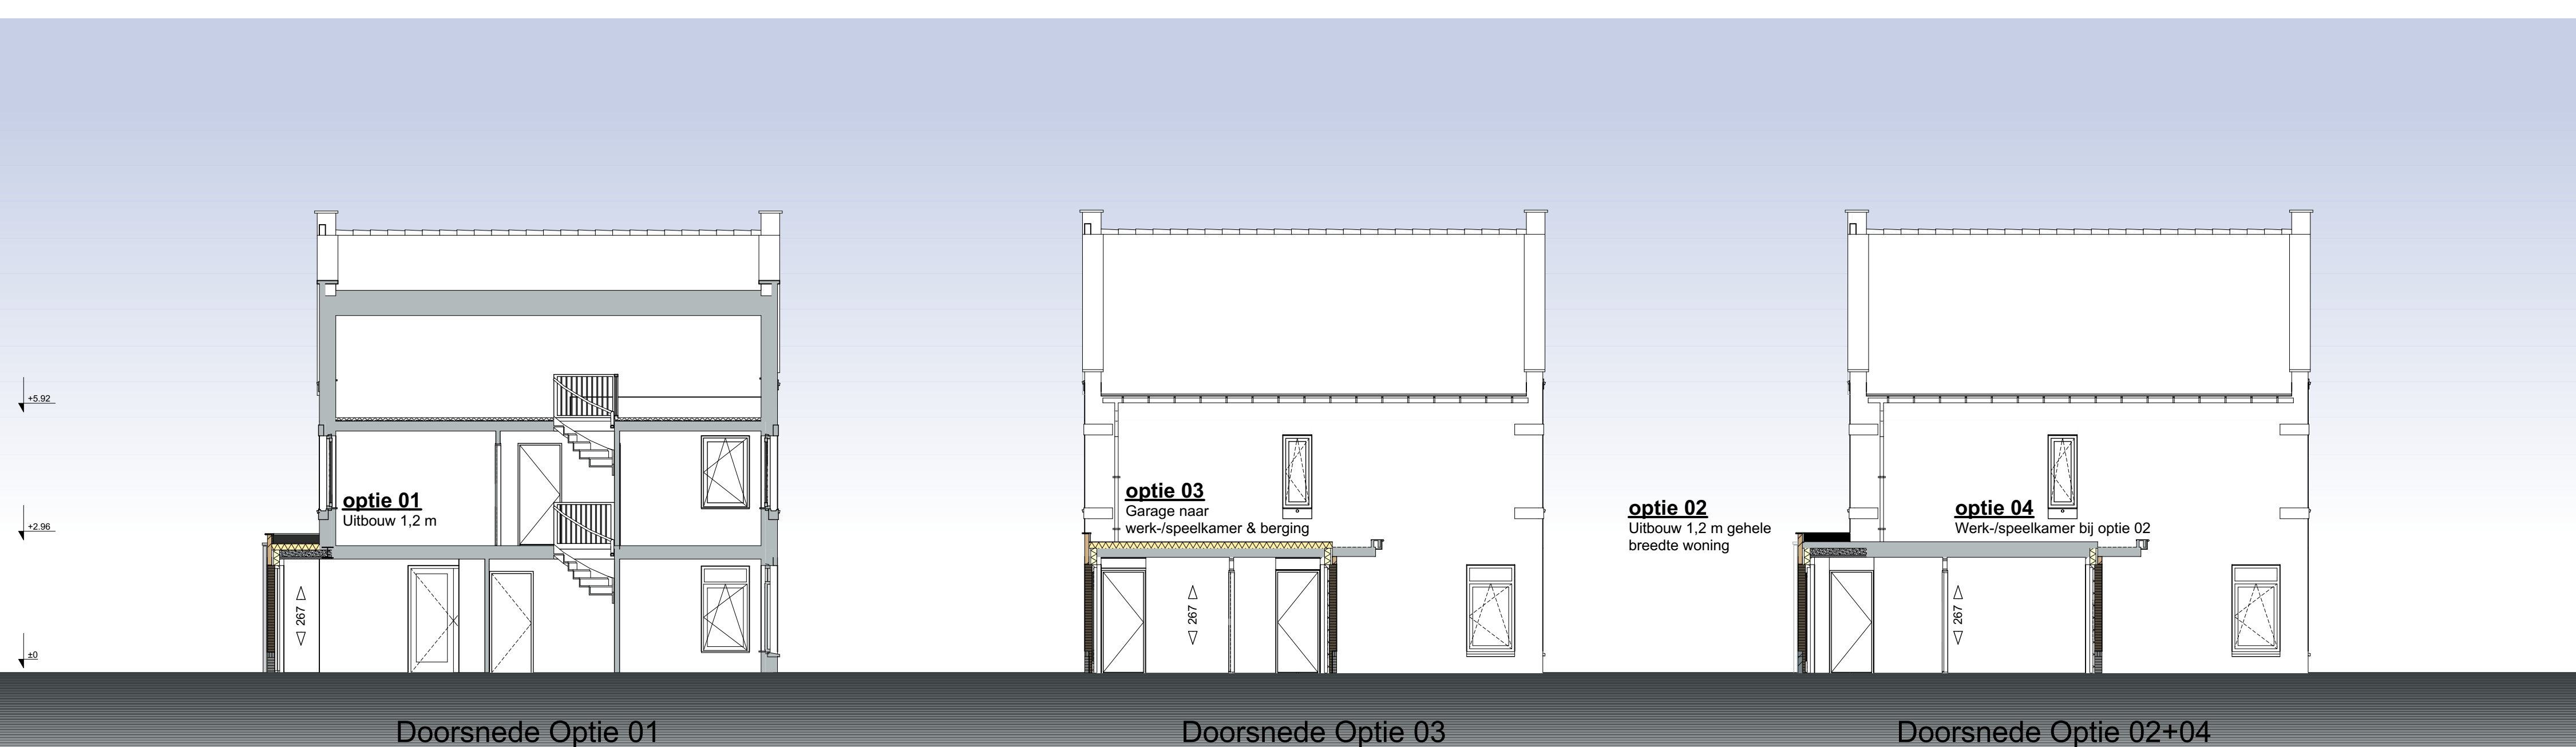 +5.92
+2.96
±0
optie 01
Uitbouw 1,2 m
267
Doorsnede Optie 01
optie 03
Garage naar
werk-/speelkamer & berging
267
Doorsnede Optie 03
optie 02
Uitbouw 1,2 m gehele
breedte woning
optie 04
Werk-/speelkamer bij optie 02
267
Doorsnede Optie 02+04